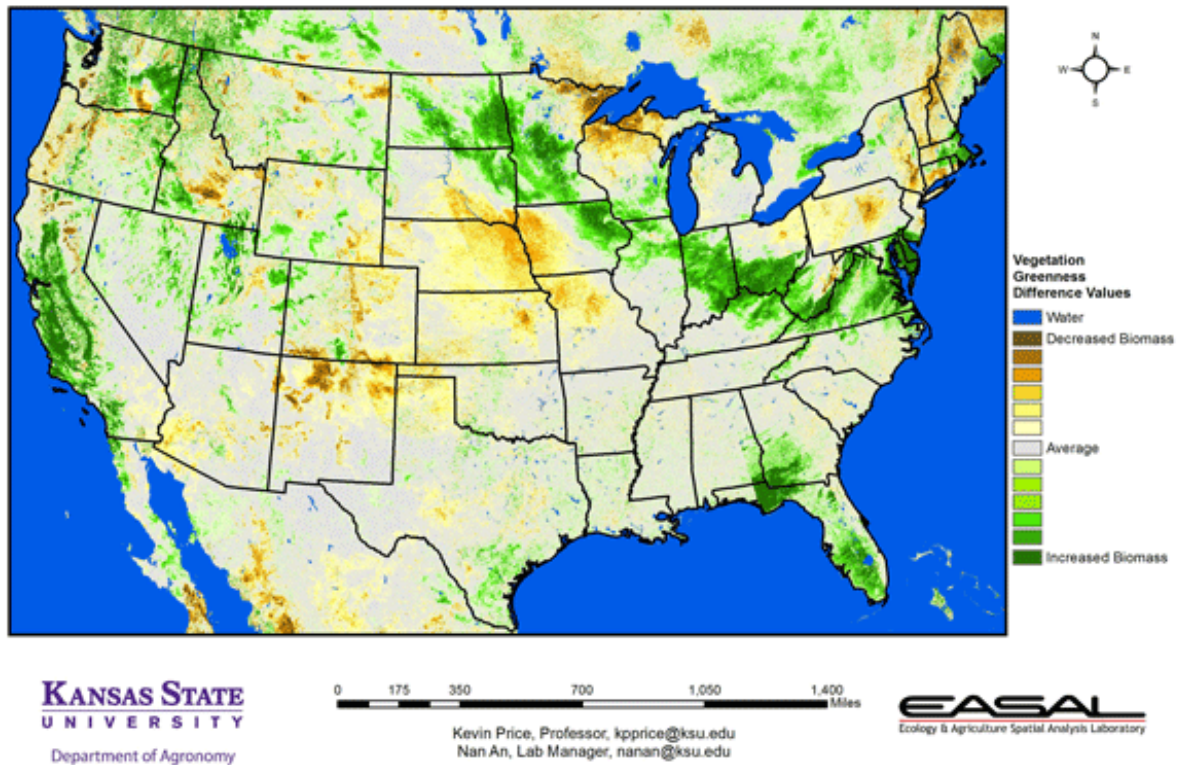 N
W E
S
Vegetation
Greenness
Difference Values
Water
Decreased Biomass
Average
Increased Biomass
KANSAS STATE
UNIVERSITY
Department of Agronomy
0 175 350 700 1,050 1,400
Miles
Kevin Price, Professor, kpprice@ksu.edu
Nan An, Lab Manager, nanan@ksu.edu
EASAL
Ecology & Agriculture Spatial Analysis Laboratory